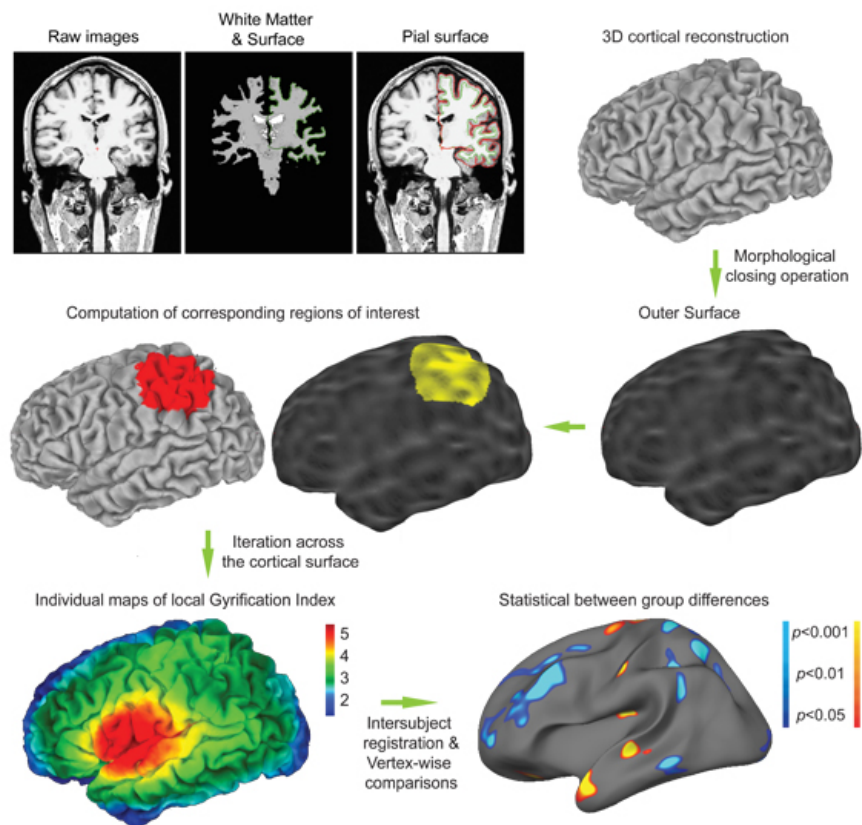 Raw images
White Matter
& Surface
Pial surface
3D cortical reconstruction
Morphological
closing operation
Computation of corresponding regions of interest
Outer Surface
Iteration across
the cortical surface
Individual maps of local Gyrification Index
5
4
3
2
Intersubject
registration &
Vertex-wise
comparisons
Statistical between group differences
p<0.001
p<0.01
p<0.05